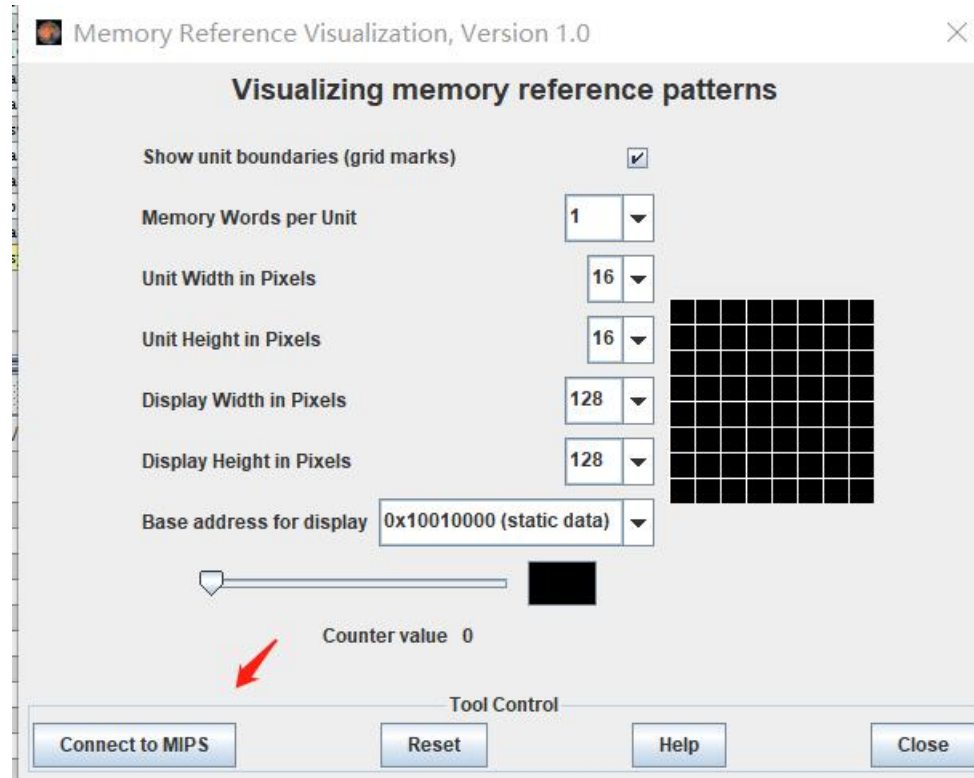 Memory Reference Visualization, Version 1.0
Visualizing memory reference patterns
Show unit boundaries (grid marks)
Memory Words per Unit 1
Unit Width in Pixels 16
Unit Height in Pixels 16
Display Width in Pixels 128
Display Height in Pixels 128
Base address for display 0x10010000 (static data)
Counter value 0
Tool Control
Connect to MIPS Reset Help Close